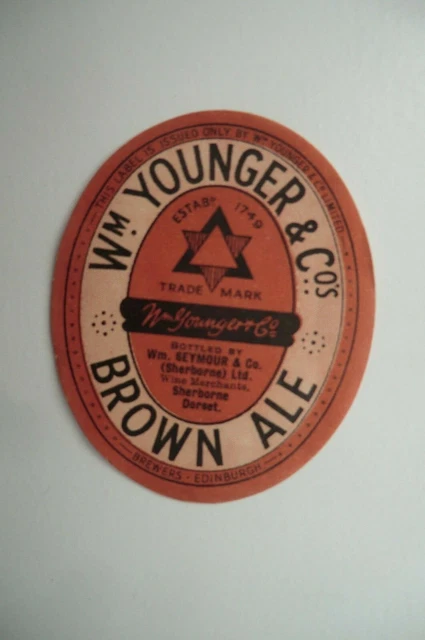 THIS LABEL IS ISSUED ONLY BY Wm YOUNGER & Co LIMITED
Wm YOUNGER & Co's
ESTABD 1749
TRADE MARK
Wm Younger & Co
BOTTLED BY
Wm. SEYMOUR & Co.
(Sherborne) Ltd.
Wine Merchants,
Sherborne
Dorset.
BROWN ALE
BREWERS · EDINBURGH